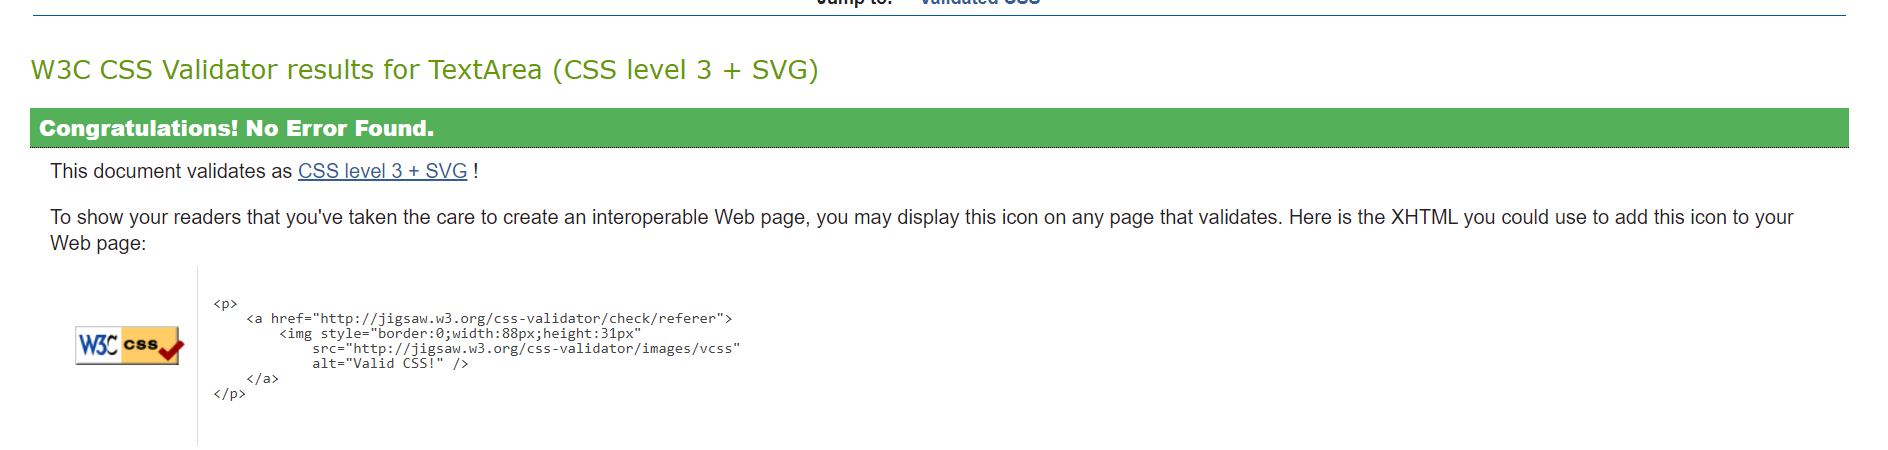 Jump to: Validated CSS
W3C CSS Validator results for TextArea (CSS level 3 + SVG)
Congratulations! No Error Found.
This document validates as CSS level 3 + SVG !
To show your readers that you've taken the care to create an interoperable Web page, you may display this icon on any page that validates. Here is the XHTML you could use to add this icon to your
Web page:
<p>
<a href="http://jigsaw.w3.org/css-validator/check/referer">
<img style="border:0;width:88px;height:31px"
src="http://jigsaw.w3.org/css-validator/images/vcss"
alt="Valid CSS!" />
</a>
</p>
W3C css